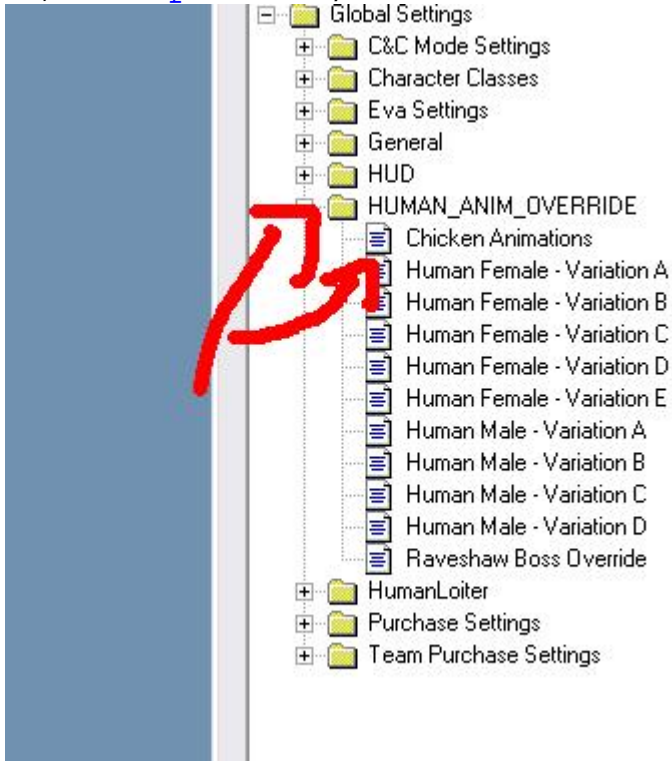 Global Settings
C&C Mode Settings
Character Classes
Eva Settings
General
HUD
HUMAN_ANIM_OVERRIDE
Chicken Animations
Human Female - Variation A
Human Female - Variation B
Human Female - Variation C
Human Female - Variation D
Human Female - Variation E
Human Male - Variation A
Human Male - Variation B
Human Male - Variation C
Human Male - Variation D
Raveshaw Boss Override
HumanLoiter
Purchase Settings
Team Purchase Settings